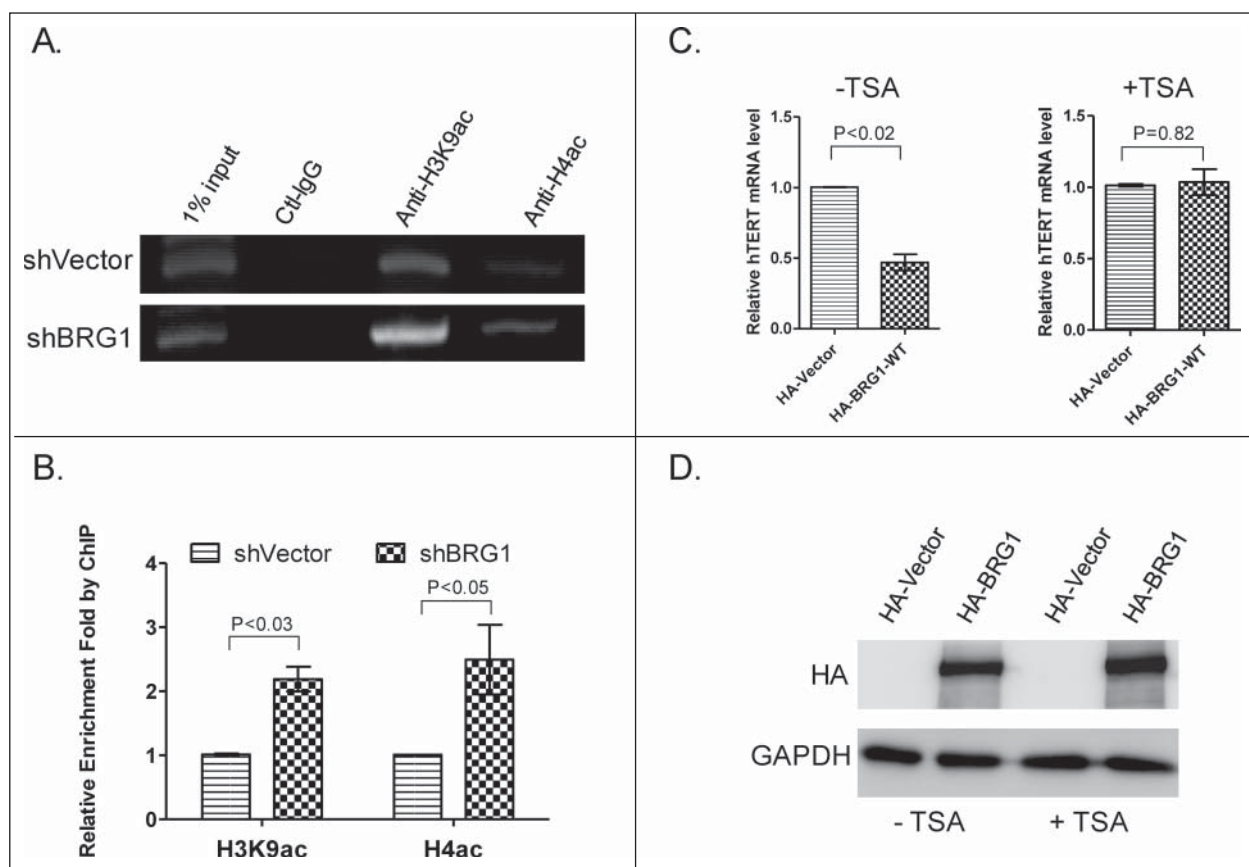 A.
1% input
Ctl-IgG
Anti-H3K9ac
Anti-H4ac
shVector
shBRG1
B.
Relative Enrichment Fold by ChIP
shVector
shBRG1
4
3
2
1
0
P<0.03
P<0.05
H3K9ac
H4ac
C.
-TSA
Relative hTERT mRNA level
P<0.02
1.5
1.0
0.5
0.0
HA-Vector
HA-BRG1-WT
+TSA
Relative hTERT mRNA level
P=0.82
1.5
1.0
0.5
0.0
HA-Vector
HA-BRG1-WT
D.
HA-Vector
HA-BRG1
HA-Vector
HA-BRG1
HA
GAPDH
- TSA
+ TSA